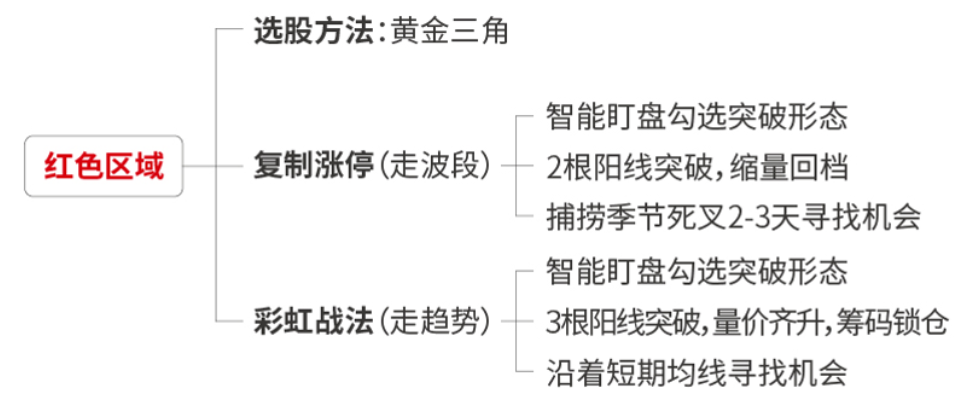 红色区域
选股方法：黄金三角
复制涨停（走波段）
智能盯盘勾选突破形态
2根阳线突破，缩量回档
捕捞季节死叉2-3天寻找机会
彩虹战法（走趋势）
智能盯盘勾选突破形态
3根阳线突破，量价齐升，筹码锁仓
沿着短期均线寻找机会